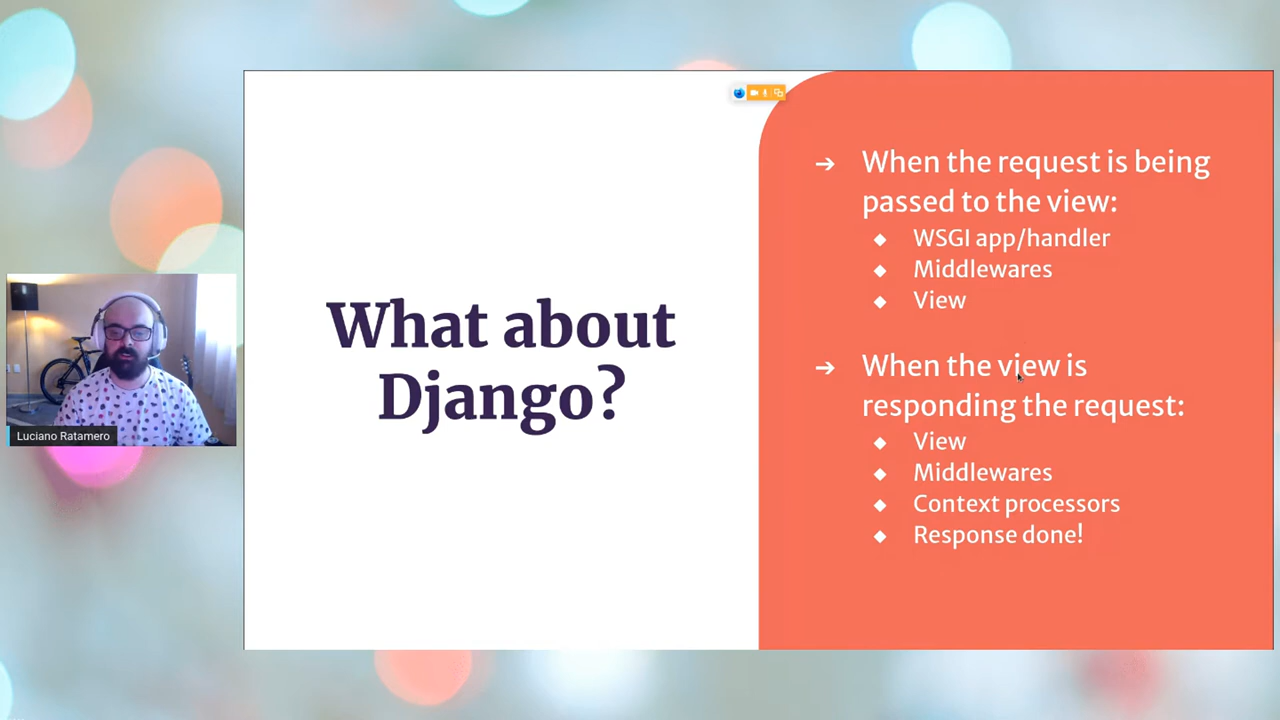 What about
Django?
➔ When the request is being
passed to the view:
◆ WSGI app/handler
◆ Middlewares
◆ View
➔ When the view is
responding the request:
◆ View
◆ Middlewares
◆ Context processors
◆ Response done!
Luciano Ratamero